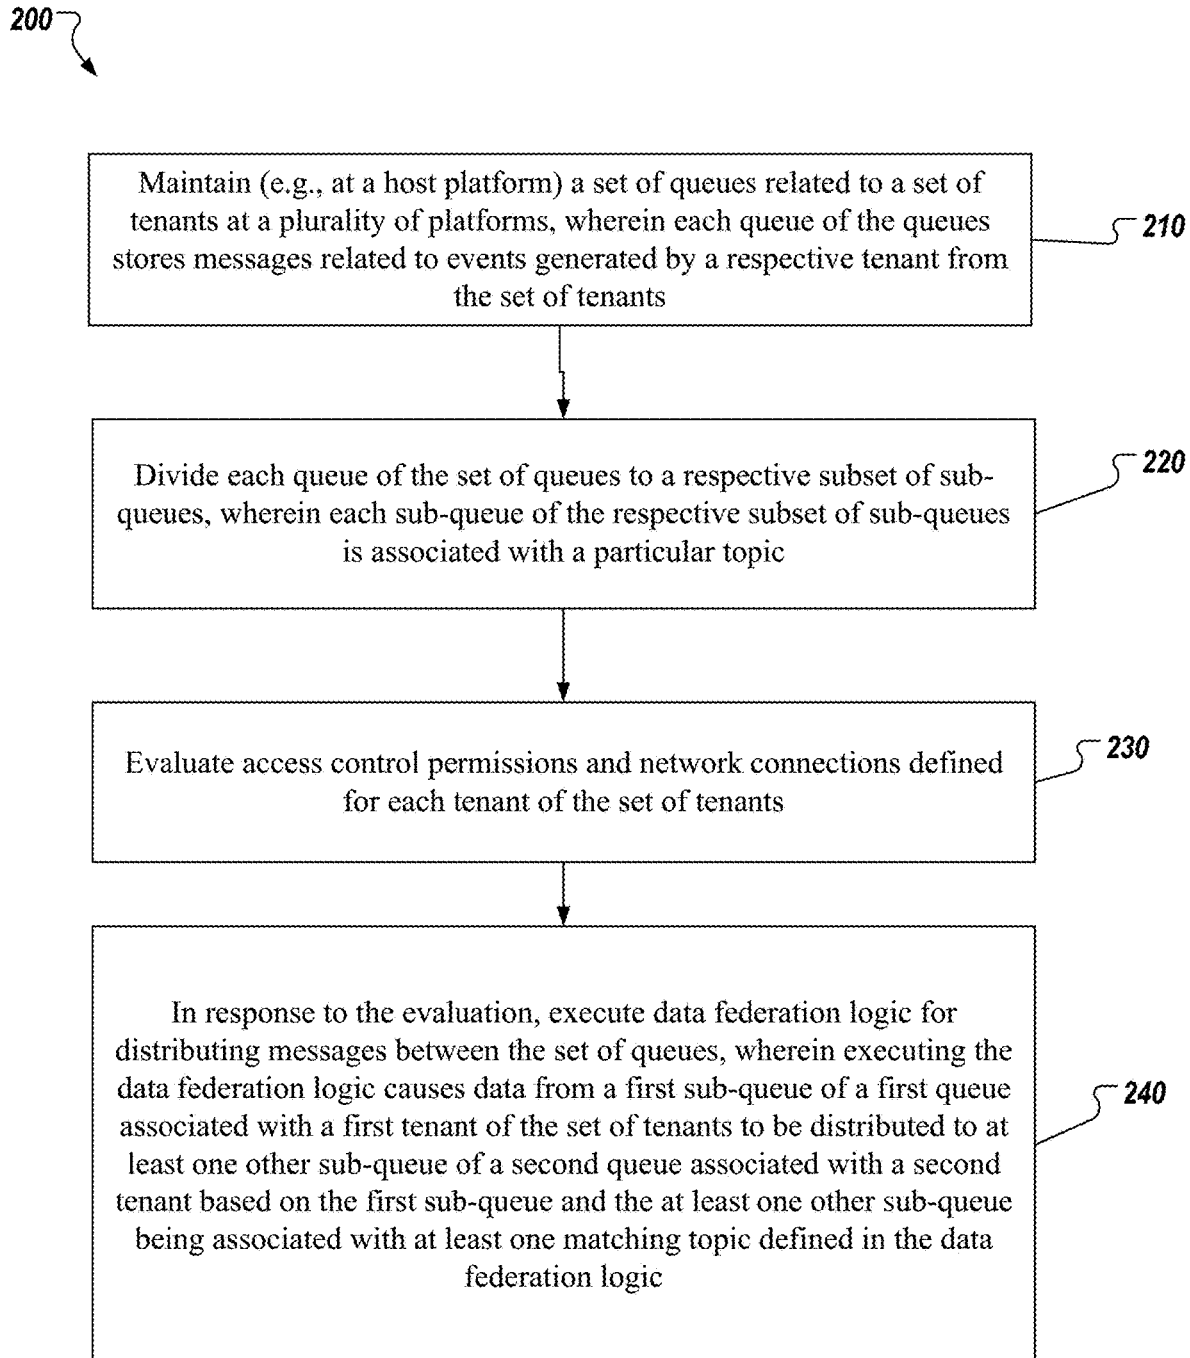 200
Maintain (e.g., at a host platform) a set of queues related to a set of
tenants at a plurality of platforms, wherein each queue of the queues
stores messages related to events generated by a respective tenant from
the set of tenants
210
Divide each queue of the set of queues to a respective subset of sub-
queues, wherein each sub-queue of the respective subset of sub-queues
is associated with a particular topic
220
Evaluate access control permissions and network connections defined
for each tenant of the set of tenants
230
In response to the evaluation, execute data federation logic for
distributing messages between the set of queues, wherein executing the
data federation logic causes data from a first sub-queue of a first queue
associated with a first tenant of the set of tenants to be distributed to at
least one other sub-queue of a second queue associated with a second
tenant based on the first sub-queue and the at least one other sub-queue
being associated with at least one matching topic defined in the data
federation logic
240